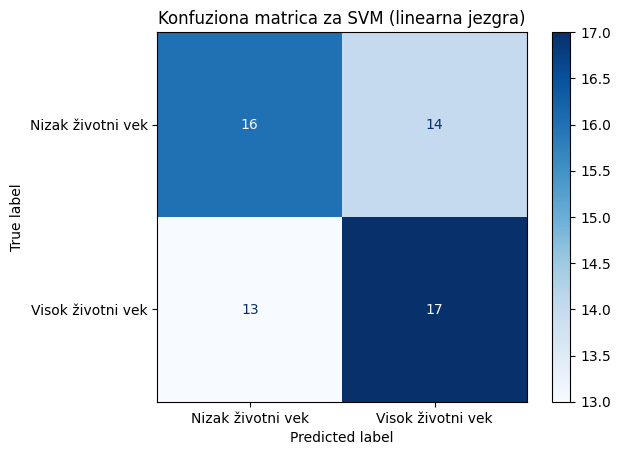 Konfuziona matrica za SVM (linearna jezgra)
17.0
16.5
16.0
15.5
15.0
14.5
14.0
13.5
13.0
True label
Nizak životni vek
16
14
Visok životni vek
13
17
Nizak životni vek
Visok životni vek
Predicted label